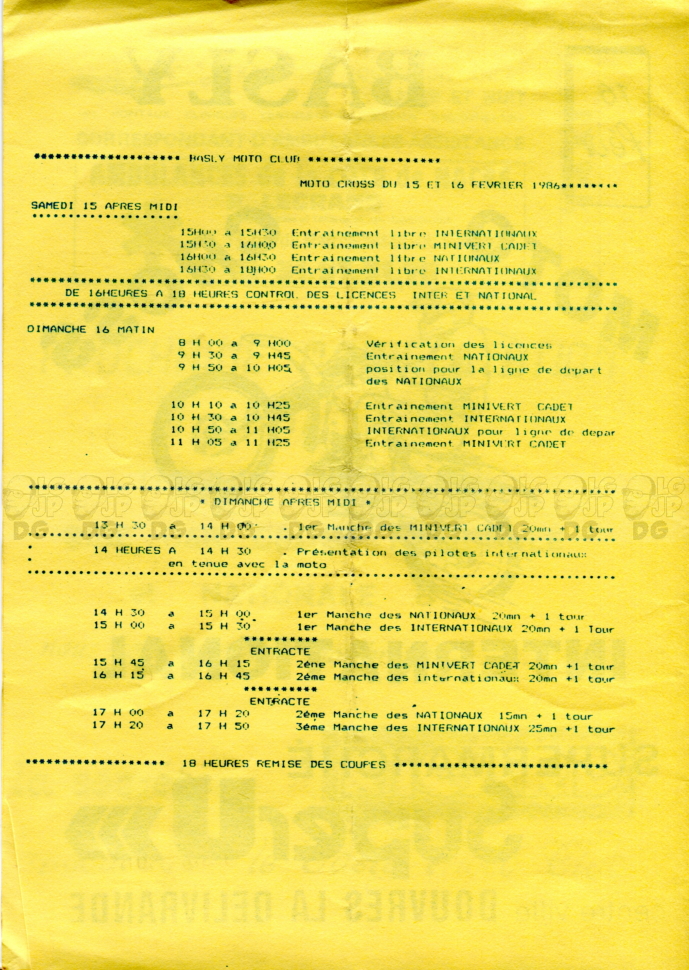 ******************** BASLY MOTO CLUB ******************
MOTO CROSS DU 15 ET 16 FEVRIER 1986********
SAMEDI 15 APRES MIDI
********************
15H00 a 15H30 Entrainement libre INTERNATIONAUX
15H30 a 16H00 Entrainement libre MINIVERT CADET
16H00 a 16H30 Entrainement libre NATIONAUX
16H30 a 18H00 Entrainement libre INTERNATIONAUX
DE 16HEURES A 18 HEURES CONTROL DES LICENCES INTER ET NATIONAL
DIMANCHE 16 MATIN
8 H 00 a 9 H00 Vérification des licences
9 H 30 a 9 H45 Entrainement NATIONAUX
9 H 50 a 10 H05 position pour la ligne de depart
des NATIONAUX
10 H 10 a 10 H25 Entrainement MINIVERT CADET
10 H 30 a 10 H45 Entrainement INTERNATIONAUX
10 H 50 a 11 H05 INTERNATIONAUX pour ligne de depar
11 H 05 a 11 H25 Entrainement MINIVERT CADET
* DIMANCHE APRES MIDI *
13 H 30 a 14 H 00 . 1er Manche des MINIVERT CADET 20mn + 1 tour
14 HEURES A 14 H 30 . Présentation des pilotes internationaux
en tenue avec la moto
14 H 30 a 15 H 00 1er Manche des NATIONAUX 20mn + 1 tour
15 H 00 a 15 H 30 1er Manche des INTERNATIONAUX 20mn + 1 Tour
**********
ENTRACTE
15 H 45 a 16 H 15 2éne Manche des MINIVERT CADET 20mn +1 tour
16 H 15 a 16 H 45 2éme Manche des internationaux 20mn +1 tour
**********
ENTRACTE
17 H 00 a 17 H 20 2éme Manche des NATIONAUX 15mn + 1 tour
17 H 20 a 17 H 50 3éme Manche des INTERNATIONAUX 25mn +1 tour
******************* 18 HEURES REMISE DES COUPES *****************************
JP
DG